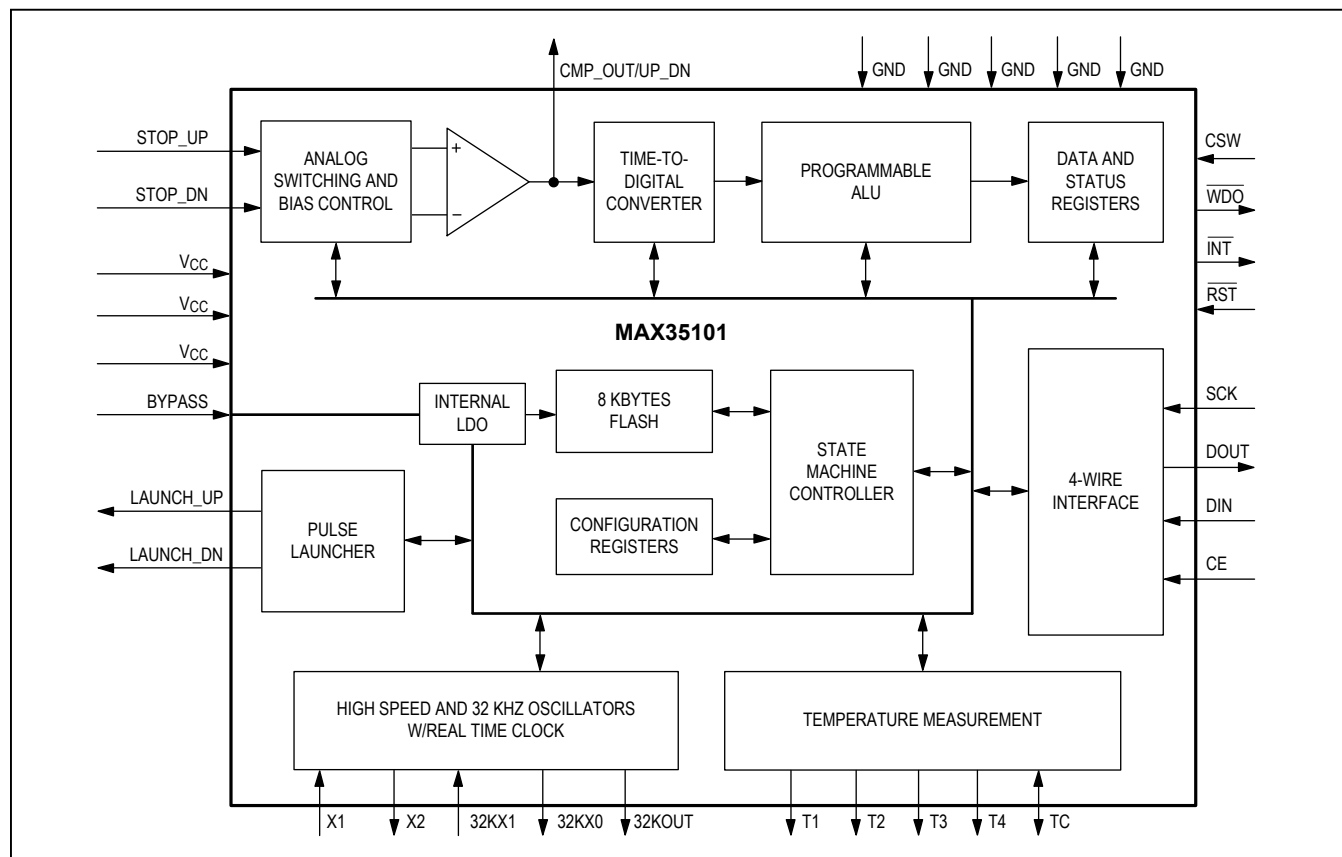 CMP_OUT/UP_DN
GND
GND
GND
GND
GND
STOP_UP
STOP_DN
VCC
VCC
VCC
BYPASS
LAUNCH_UP
LAUNCH_DN
ANALOG
SWITCHING AND
BIAS CONTROL
+
−
TIME-TO-
DIGITAL
CONVERTER
PROGRAMMABLE
ALU
DATA AND
STATUS
REGISTERS
CSW
WDO
INT
RST
MAX35101
INTERNAL
LDO
8 KBYTES
FLASH
STATE
MACHINE
CONTROLLER
CONFIGURATION
REGISTERS
PULSE
LAUNCHER
4-WIRE
INTERFACE
SCK
DOUT
DIN
CE
HIGH SPEED AND 32 KHZ OSCILLATORS
W/REAL TIME CLOCK
TEMPERATURE MEASUREMENT
X1
X2
32KX1
32KX0
32KOUT
T1
T2
T3
T4
TC